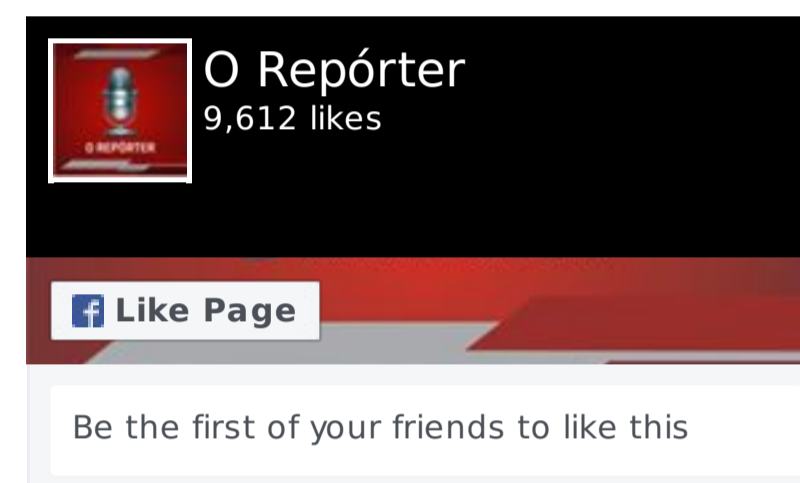 O Repórter
9,612 likes
O REPÓRTER
Like Page
Be the first of your friends to like this